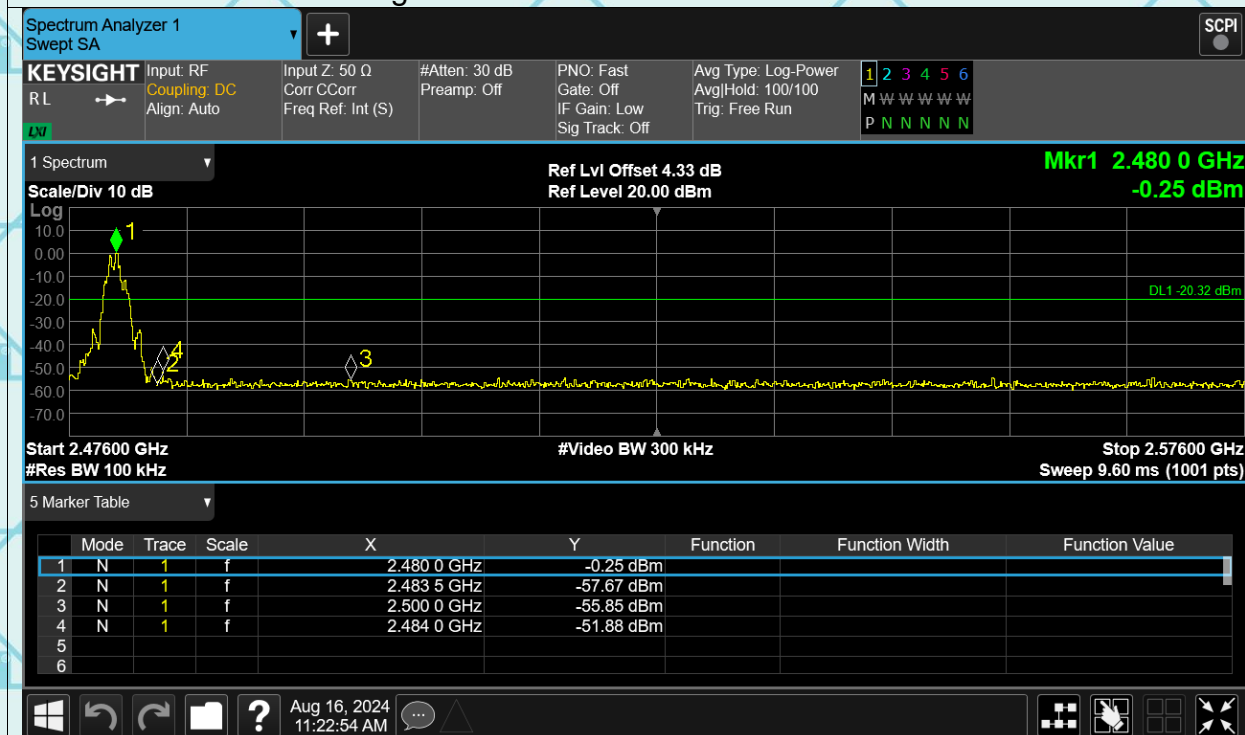 Spectrum Analyzer 1
Swept SA
+
SCPI
KEYSIGHT
RL
LXI
Input: RF
Coupling: DC
Align: Auto
Input Z: 50 Ω
Corr CCorr
Freq Ref: Int (S)
#Atten: 30 dB
Preamp: Off
PNO: Fast
Gate: Off
IF Gain: Low
Sig Track: Off
Avg Type: Log-Power
Avg|Hold: 100/100
Trig: Free Run
1 2 3 4 5 6
M W W W W W
P N N N N N
1 Spectrum
Scale/Div 10 dB
Ref Lvl Offset 4.33 dB
Ref Level 20.00 dBm
Mkr1 2.480 0 GHz
-0.25 dBm
Log
10.0
0.00
-10.0
-20.0
-30.0
-40.0
-50.0
-60.0
-70.0
1
4
2
3
DL1 -20.32 dBm
Start 2.47600 GHz #Video BW 300 kHz Stop 2.57600 GHz
#Res BW 100 kHz Sweep 9.60 ms (1001 pts)
5 Marker Table
Mode Trace Scale X Y Function Function Width Function Value
1 N 1 f 2.480 0 GHz -0.25 dBm
2 N 1 f 2.483 5 GHz -57.67 dBm
3 N 1 f 2.500 0 GHz -55.85 dBm
4 N 1 f 2.484 0 GHz -51.88 dBm
5
6
?
Aug 16, 2024
11:22:54 AM